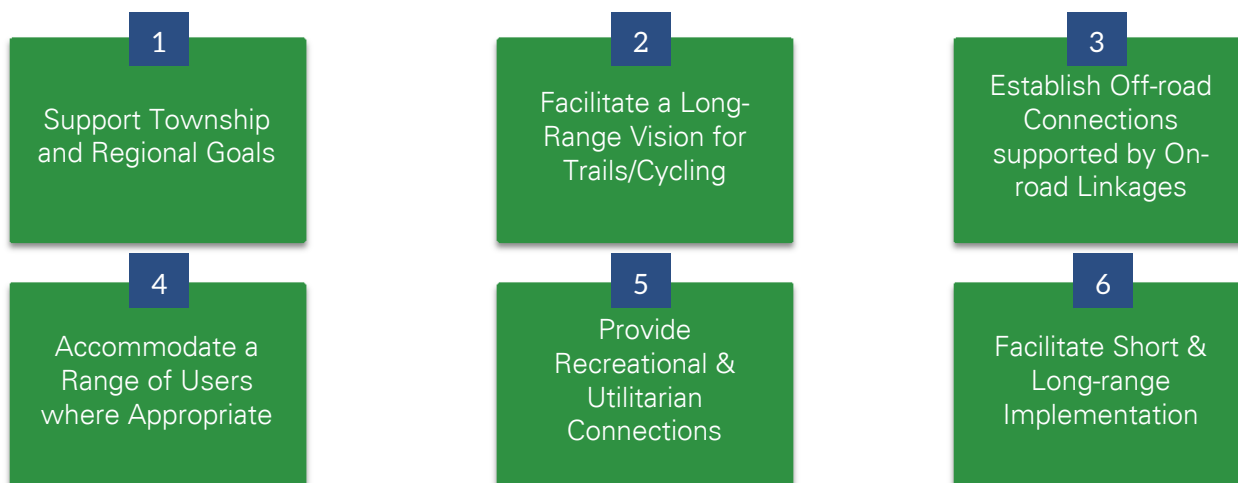 1
Support Township
and Regional Goals
2
Facilitate a Long-
Range Vision for
Trails/Cycling
3
Establish Off-road
Connections
supported by On-
road Linkages
4
Accommodate a
Range of Users
where Appropriate
5
Provide
Recreational &
Utilitarian
Connections
6
Facilitate Short &
Long-range
Implementation